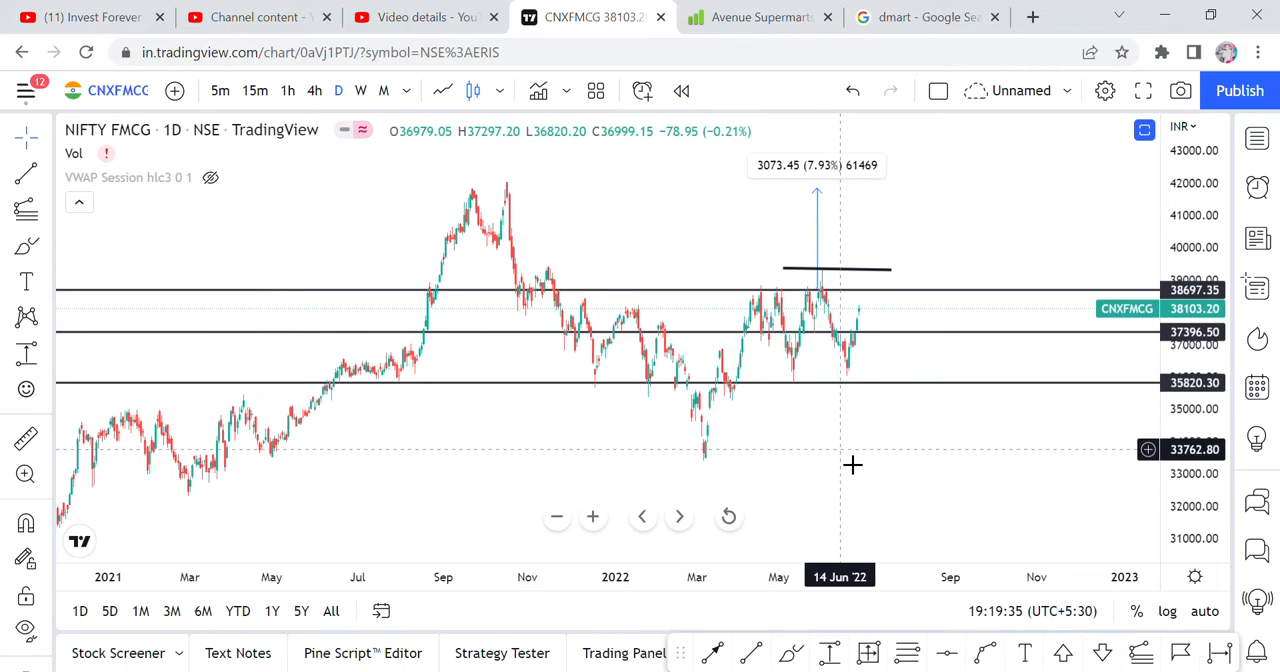 (11) Invest Forever
Channel content - Y
Video details - You
CNXFMCG 38103.2
Avenue Supermarts
dmart - Google Sea
in.tradingview.com/chart/0aVj1PTJ/?symbol=NSE%3AERIS
12
CNXFMCG
5m 15m 1h 4h D W M
Unnamed
Publish
NIFTY FMCG · 1D · NSE · TradingView
O36979.05 H37297.20 L36820.20 C36999.15 −78.95 (−0.21%)
INR
Vol
VWAP Session hlc3 0 1
3073.45 (7.93%) 61469
43000.00
42000.00
41000.00
40000.00
39000.00
38697.35
CNXFMCG 38103.20
37396.50
37000.00
35820.30
35000.00
33762.80
33000.00
32000.00
31000.00
2021 Mar May Jul Sep Nov 2022 Mar May 14 Jun '22 Sep Nov 2023
1D 5D 1M 3M 6M YTD 1Y 5Y All
19:19:35 (UTC+5:30)
% log auto
Stock Screener Text Notes Pine Script™ Editor Strategy Tester Trading Panel